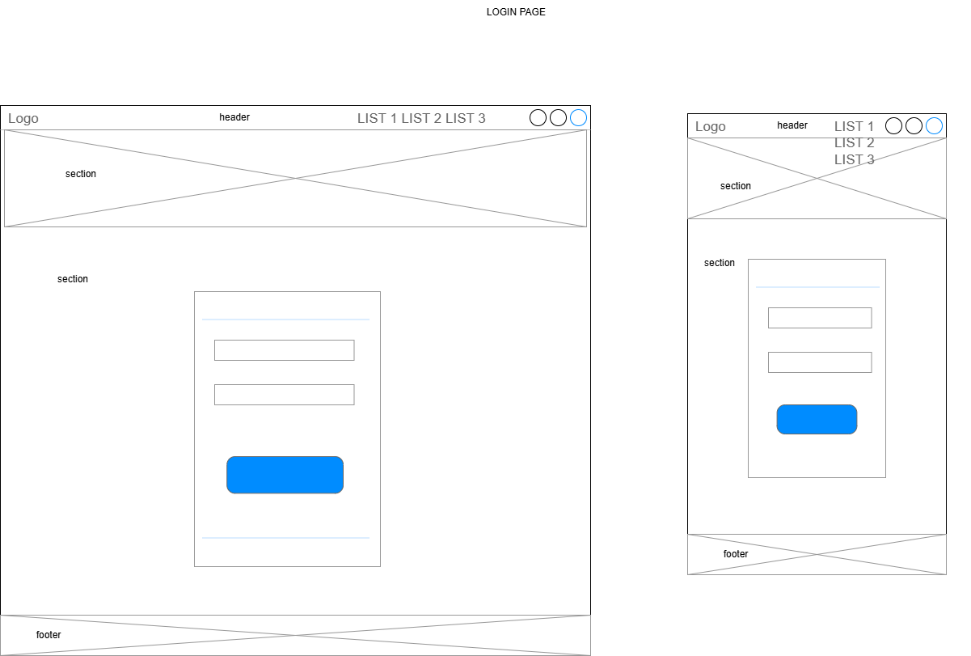 LOGIN PAGE
Logo
header
LIST 1 LIST 2 LIST 3
section
section
footer
Logo
header
LIST 1
LIST 2
LIST 3
section
section
footer